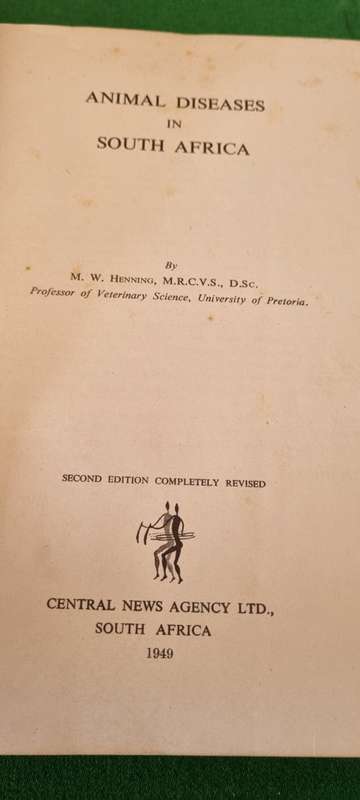 ANIMAL DISEASES
IN
SOUTH AFRICA
By
M. W. HENNING, M.R.C.V.S., D.SC.
Professor of Veterinary Science, University of Pretoria.
SECOND EDITION COMPLETELY REVISED
CENTRAL NEWS AGENCY LTD.,
SOUTH AFRICA
1949